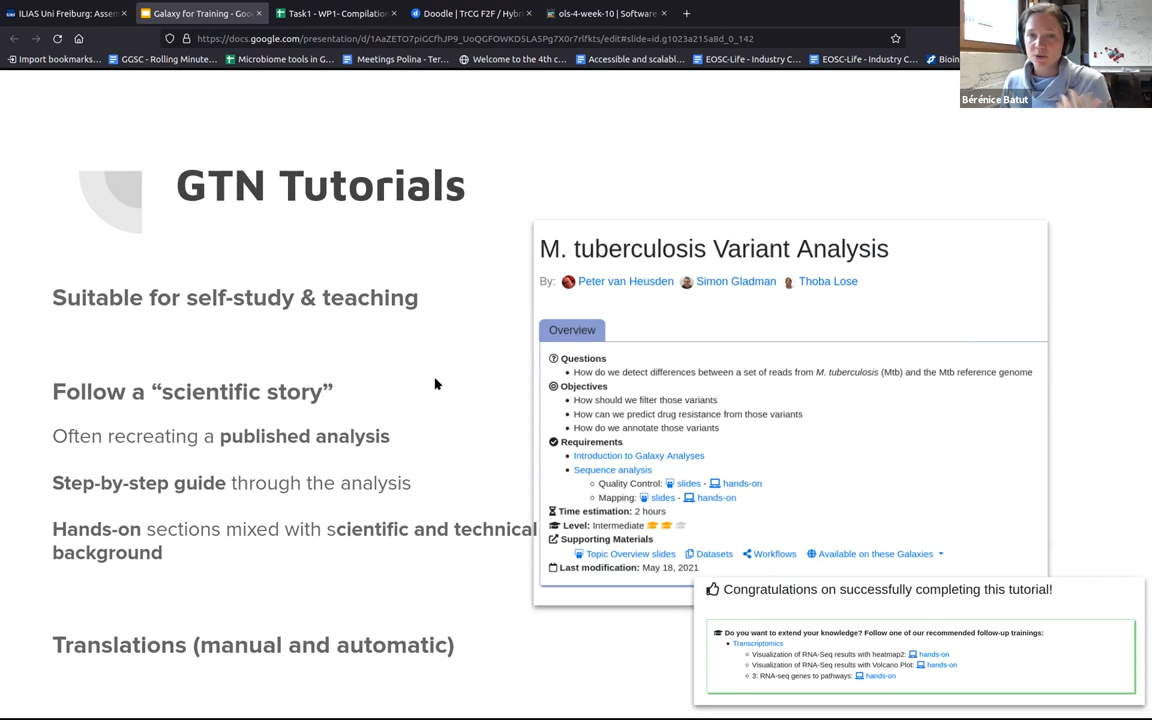 ILIAS Uni Freiburg: Assem
Galaxy for Training - Goo
Task1 - WP1- Compilation
Doodle | TrCG F2F / Hybri
ols-4-week-10 | Software
https://docs.google.com/presentation/d/1AaZETO7piGCfhJP9_UoQGFOWKDSLA5Pg7X0r7rlfkts/edit#slide=id.g1023a215a8d_0_142
Import bookmarks...
GGSC - Rolling Minute...
Microbiome tools in G...
Meetings Polina - Ter...
Welcome to the 4th c...
Accessible and scalabl...
EOSC-Life - Industry C...
EOSC-Life - Industry C...
Bioin
Bérénice Batut
GTN Tutorials
Suitable for self-study & teaching
Follow a “scientific story”
Often recreating a published analysis
Step-by-step guide through the analysis
Hands-on sections mixed with scientific and technical
background
Translations (manual and automatic)
M. tuberculosis Variant Analysis
By: Peter van Heusden Simon Gladman Thoba Lose
Overview
Questions
How do we detect differences between a set of reads from M. tuberculosis (Mtb) and the Mtb reference genome
Objectives
How should we filter those variants
How can we predict drug resistance from those variants
How do we annotate those variants
Requirements
Introduction to Galaxy Analyses
Sequence analysis
Quality Control: slides - hands-on
Mapping: slides - hands-on
Time estimation: 2 hours
Level: Intermediate
Supporting Materials
Topic Overview slides Datasets Workflows Available on these Galaxies
Last modification: May 18, 2021
Congratulations on successfully completing this tutorial!
Do you want to extend your knowledge? Follow one of our recommended follow-up trainings:
Transcriptomics
Visualization of RNA-Seq results with heatmap2: hands-on
Visualization of RNA-Seq results with Volcano Plot: hands-on
3: RNA-seq genes to pathways: hands-on